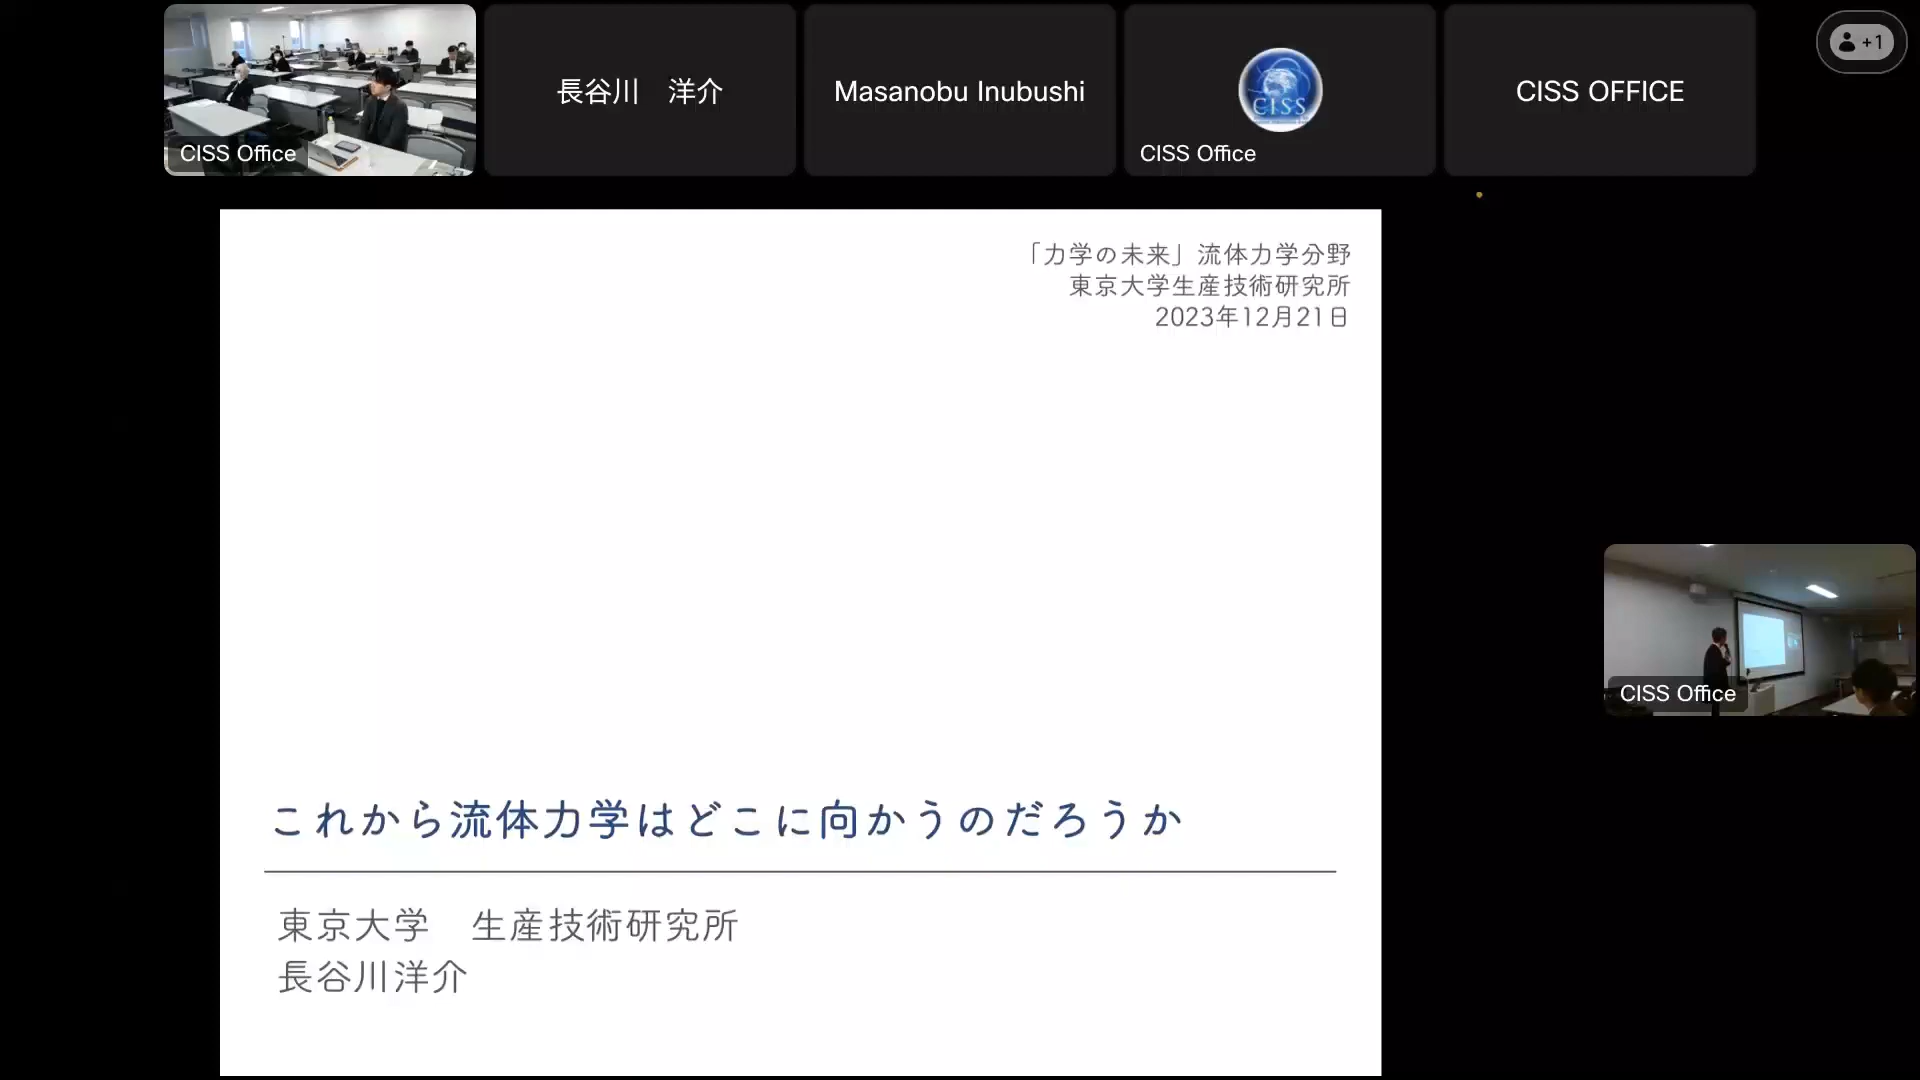 CISS Office
長谷川　洋介
Masanobu Inubushi
CISS
CISS Office
CISS OFFICE
+1
「力学の未来」流体力学分野
東京大学生産技術研究所
2023年12月21日
CISS Office
これから流体力学はどこに向かうのだろうか
東京大学　生産技術研究所
長谷川洋介